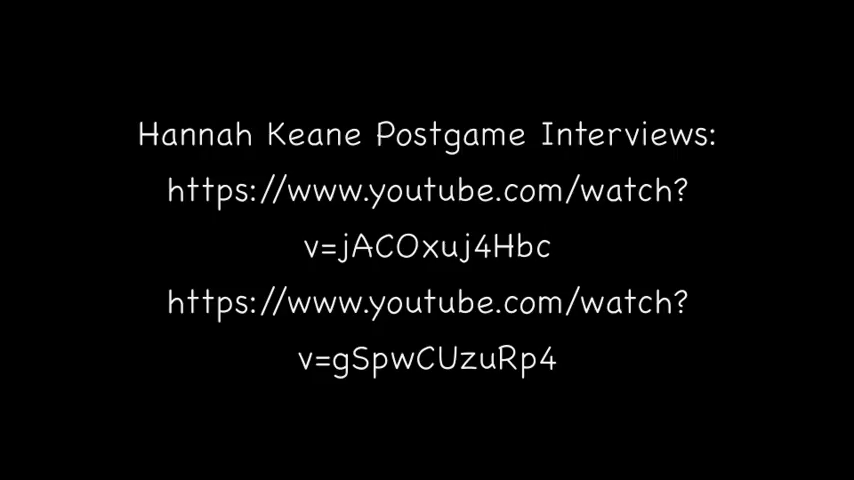 Hannah Keane Postgame Interviews:
https://www.youtube.com/watch?
v=jACOxuj4Hbc
https://www.youtube.com/watch?
v=gSpwCUzuRp4